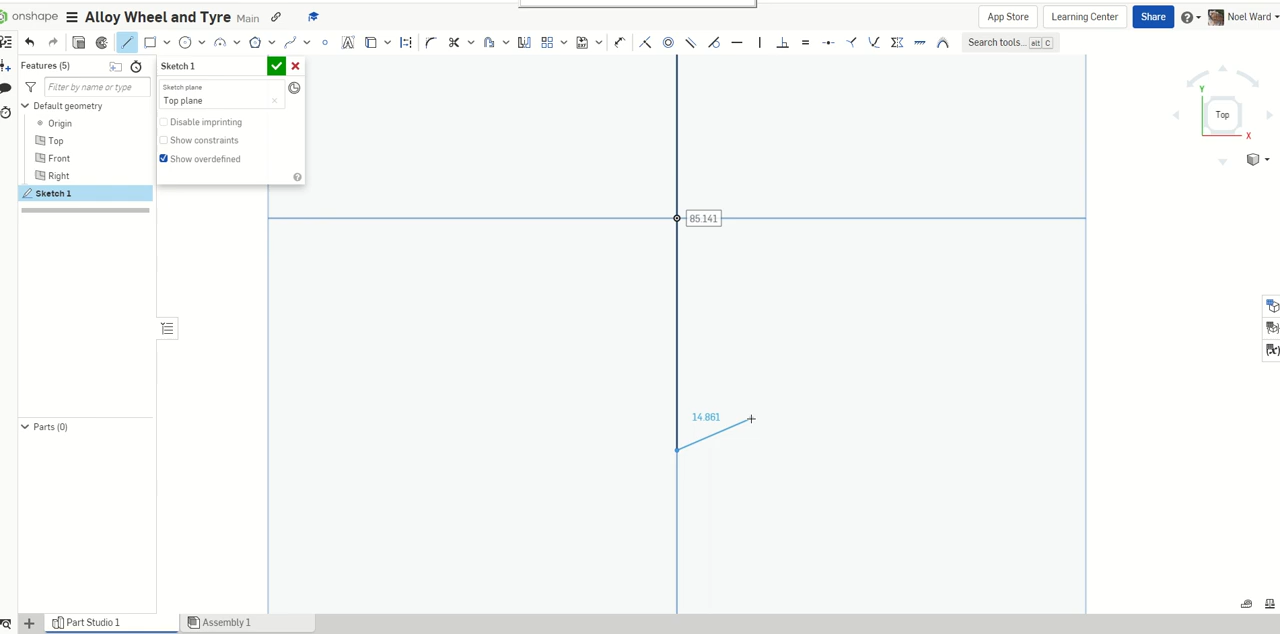 onshape Alloy Wheel and Tyre Main App Store Learning Center Share Noel Ward
Search tools... alt C
Features (5)
Filter by name or type
Default geometry
Origin
Top
Front
Right
Sketch 1
Parts (0)
Sketch 1
Sketch plane
Top plane
Disable imprinting
Show constraints
Show overdefined
85.141
14.861
Y
Top
X
Part Studio 1 Assembly 1